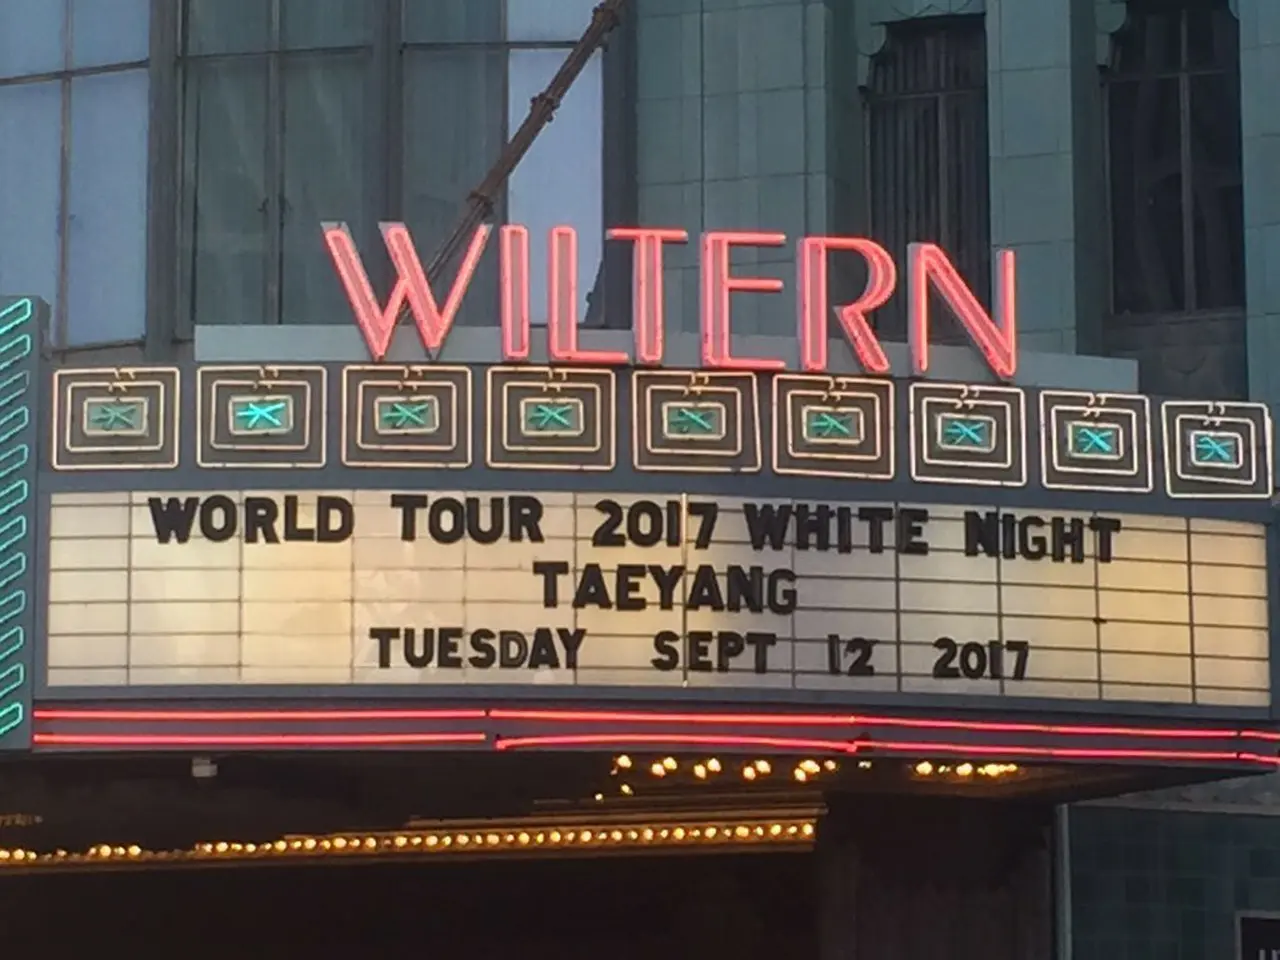 WILTERN
WORLD TOUR 2017 WHITE NIGHT
TAEYANG
TUESDAY SEPT 12 2017